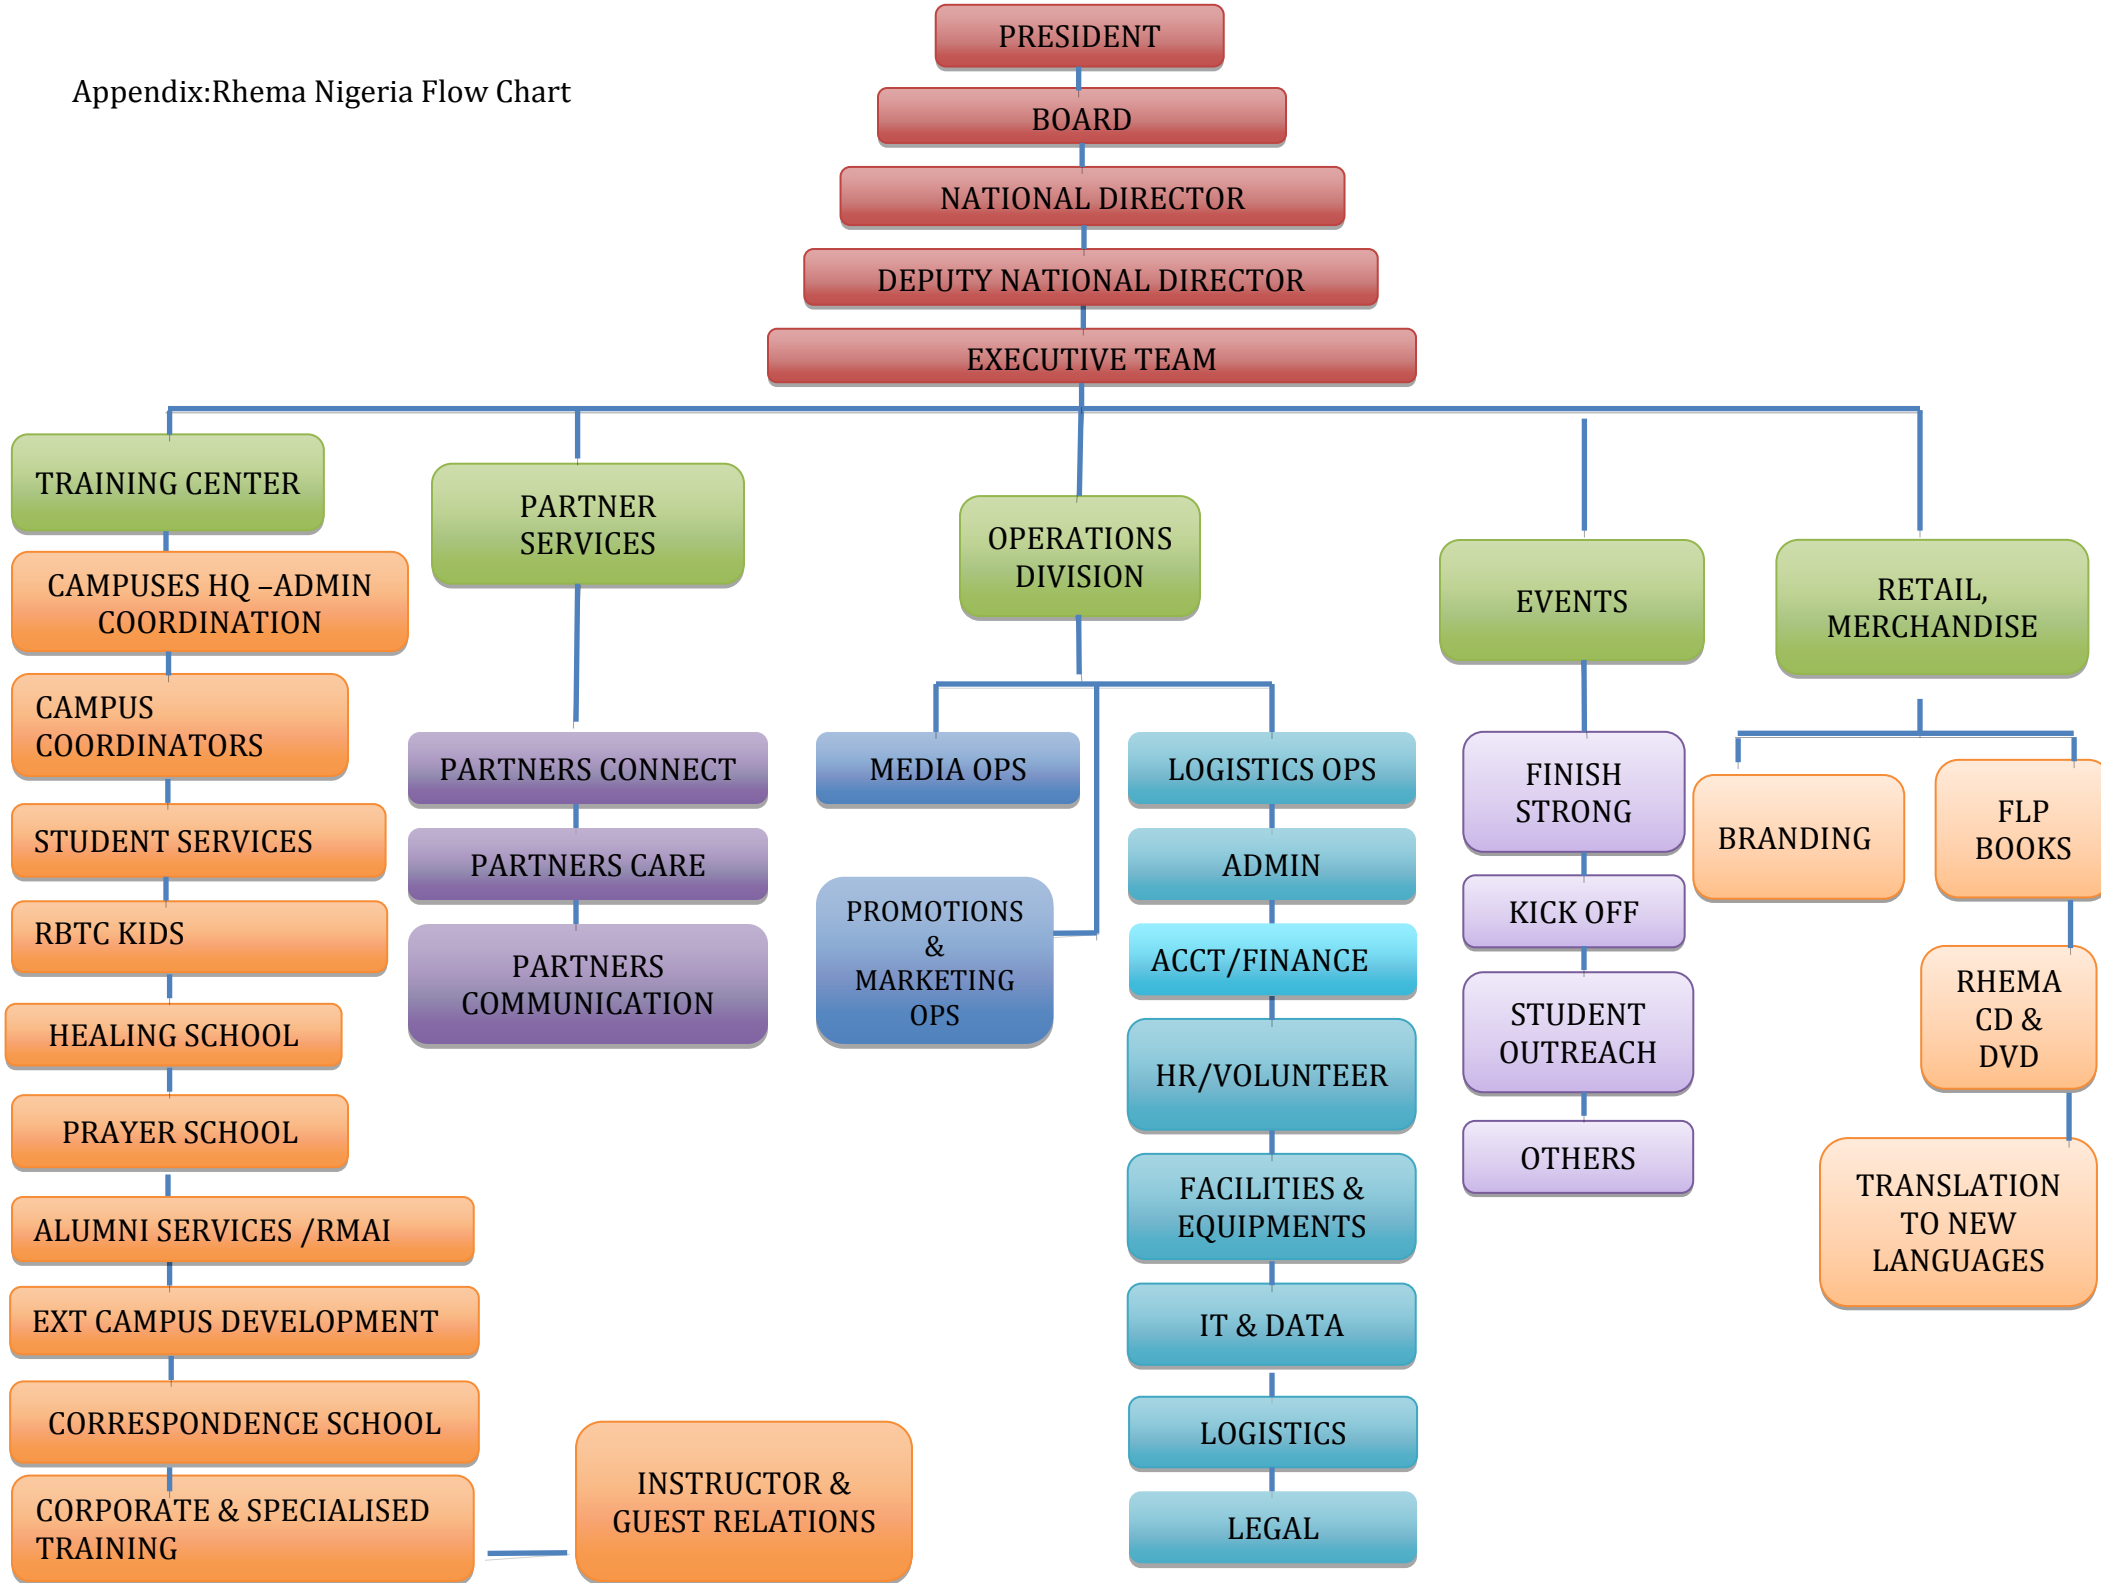 Appendix:Rhema Nigeria Flow Chart
PRESIDENT
BOARD
NATIONAL DIRECTOR
DEPUTY NATIONAL DIRECTOR
EXECUTIVE TEAM
TRAINING CENTER
CAMPUSES HQ –ADMIN
COORDINATION
CAMPUS
COORDINATORS
STUDENT SERVICES
RBTC KIDS
HEALING SCHOOL
PRAYER SCHOOL
ALUMNI SERVICES /RMAI
EXT CAMPUS DEVELOPMENT
CORRESPONDENCE SCHOOL
CORPORATE & SPECIALISED
TRAINING
INSTRUCTOR &
GUEST RELATIONS
PARTNER
SERVICES
PARTNERS CONNECT
PARTNERS CARE
PARTNERS
COMMUNICATION
OPERATIONS
DIVISION
MEDIA OPS
PROMOTIONS
&
MARKETING
OPS
LOGISTICS OPS
ADMIN
ACCT/FINANCE
HR/VOLUNTEER
FACILITIES &
EQUIPMENTS
IT & DATA
LOGISTICS
LEGAL
EVENTS
FINISH
STRONG
KICK OFF
STUDENT
OUTREACH
OTHERS
RETAIL,
MERCHANDISE
BRANDING
FLP
BOOKS
RHEMA
CD &
DVD
TRANSLATION
TO NEW
LANGUAGES